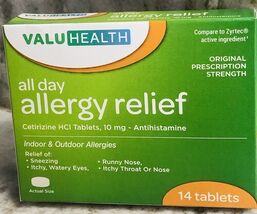 VALUHEALTH
Compare to Zyrtec®
active ingredient*
ORIGINAL
PRESCRIPTION
STRENGTH
all day
allergy relief
Cetirizine HCl Tablets, 10 mg - Antihistamine
Indoor & Outdoor Allergies
Relief of:
• Sneezing
• Runny Nose,
• Itchy, Watery Eyes,
• Itchy Throat Or Nose
Actual Size
14 tablets